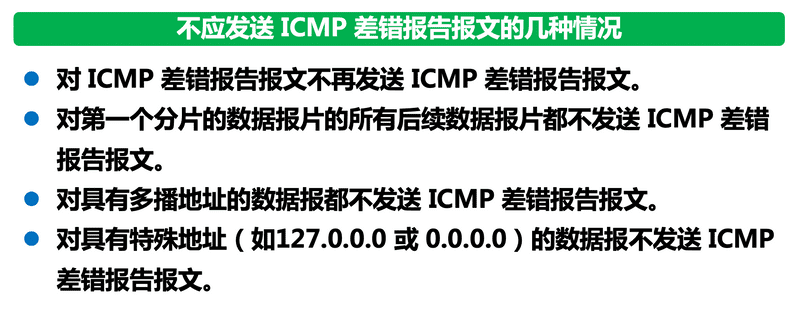 不应发送 ICMP 差错报告报文的几种情况
对 ICMP 差错报告报文不再发送 ICMP 差错报告报文。
对第一个分片的数据报片的所有后续数据报片都不发送 ICMP 差错
报告报文。
对具有多播地址的数据报都不发送 ICMP 差错报告报文。
对具有特殊地址（如127.0.0.0 或 0.0.0.0）的数据报不发送 ICMP
差错报告报文。